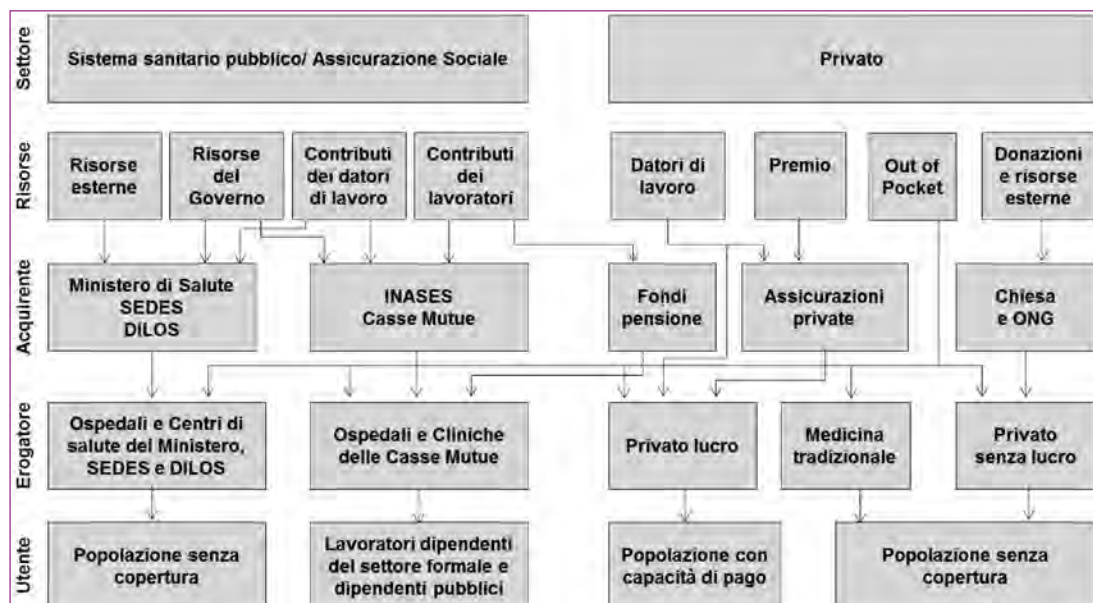 Settore
Sistema sanitario pubblico/ Assicurazione Sociale
Privato
Risorse
Risorse
esterne
Risorse
del
Governo
Contributi
dei datori
di lavoro
Contributi
dei
lavoratori
Datori di
lavoro
Premio
Out of
Pocket
Donazioni
e risorse
esterne
Acquirente
Ministero di Salute
SEDES
DILOS
INASES
Casse Mutue
Fondi
pensione
Assicurazioni
private
Chiesa
e ONG
Erogatore
Ospedali e Centri di
salute del Ministero,
SEDES e DILOS
Ospedali e Cliniche
delle Casse Mutue
Privato lucro
Medicina
tradizionale
Privato
senza lucro
Utente
Popolazione senza
copertura
Lavoratori dipendenti
del settore formale e
dipendenti pubblici
Popolazione con
capacità di pago
Popolazione senza
copertura